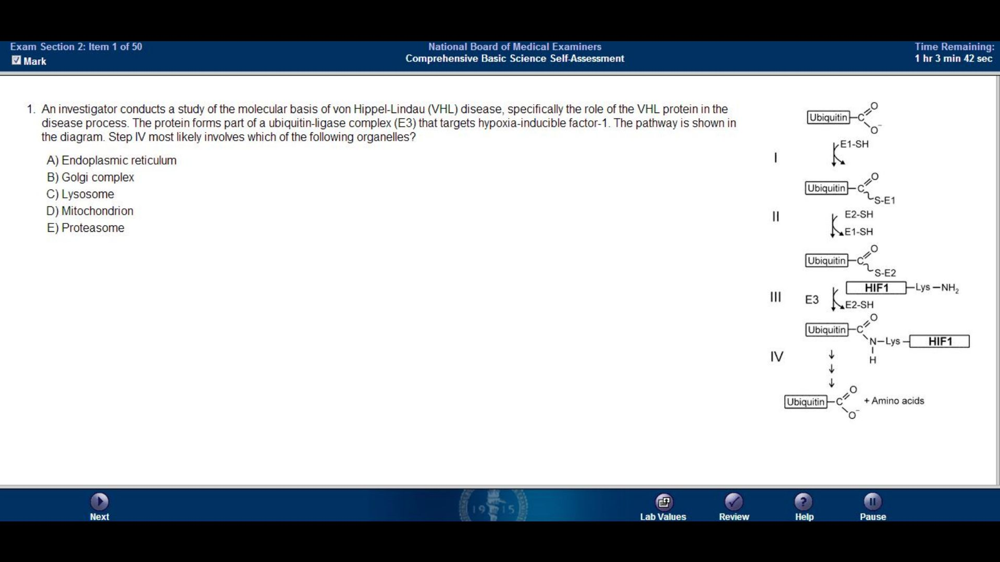 Exam Section 2: Item 1 of 50
Mark
National Board of Medical Examiners
Comprehensive Basic Science Self-Assessment
Time Remaining:
1 hr 3 min 42 sec
1. An investigator conducts a study of the molecular basis of von Hippel-Lindau (VHL) disease, specifically the role of the VHL protein in the
disease process. The protein forms part of a ubiquitin-ligase complex (E3) that targets hypoxia-inducible factor-1. The pathway is shown in
the diagram. Step IV most likely involves which of the following organelles?
A) Endoplasmic reticulum
B) Golgi complex
C) Lysosome
D) Mitochondrion
E) Proteasome
Ubiquitin C O O⁻
I E1-SH
Ubiquitin C O S-E1
II E2-SH
E1-SH
Ubiquitin C O S-E2
III E3 HIF1 Lys NH₂
E2-SH
Ubiquitin C O N Lys HIF1
H
IV
Ubiquitin C O O⁻ + Amino acids
1915
Next
Lab Values
Review
Help
Pause